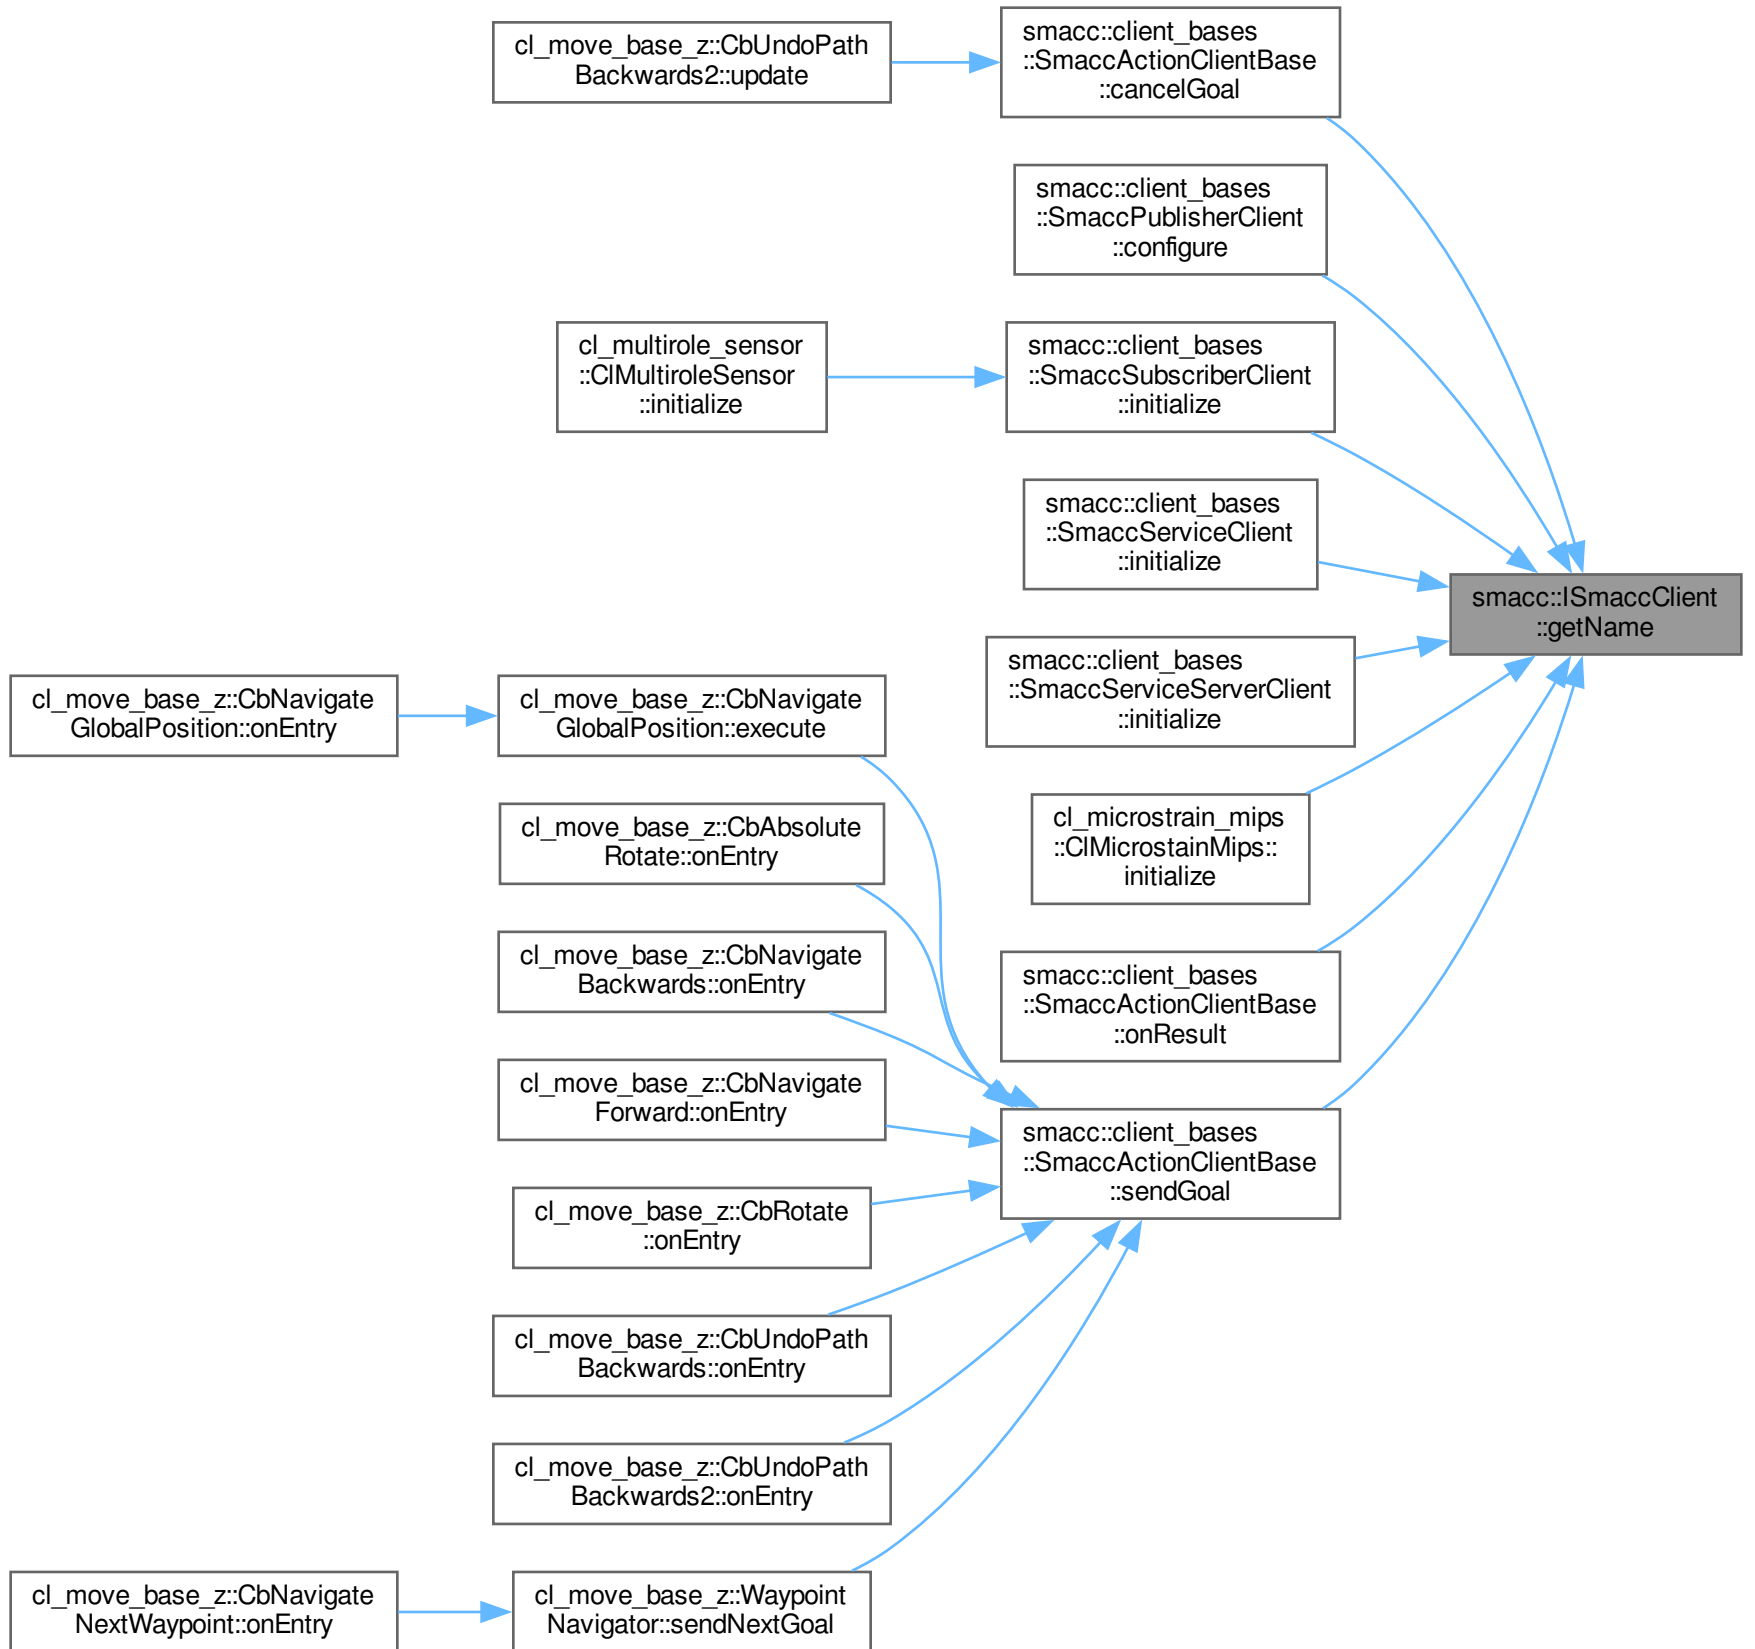 cl_move_base_z::CbUndoPath
Backwards2::update
smacc::client_bases
::SmaccActionClientBase
::cancelGoal
smacc::client_bases
::SmaccPublisherClient
::configure
cl_multirole_sensor
::ClMultiroleSensor
::initialize
smacc::client_bases
::SmaccSubscriberClient
::initialize
smacc::client_bases
::SmaccServiceClient
::initialize
smacc::ISmaccClient
::getName
smacc::client_bases
::SmaccServiceServerClient
::initialize
cl_move_base_z::CbNavigate
GlobalPosition::onEntry
cl_move_base_z::CbNavigate
GlobalPosition::execute
cl_microstrain_mips
::ClMicrostainMips::
initialize
cl_move_base_z::CbAbsolute
Rotate::onEntry
cl_move_base_z::CbNavigate
Backwards::onEntry
smacc::client_bases
::SmaccActionClientBase
::onResult
cl_move_base_z::CbNavigate
Forward::onEntry
smacc::client_bases
::SmaccActionClientBase
::sendGoal
cl_move_base_z::CbRotate
::onEntry
cl_move_base_z::CbUndoPath
Backwards::onEntry
cl_move_base_z::CbUndoPath
Backwards2::onEntry
cl_move_base_z::CbNavigate
NextWaypoint::onEntry
cl_move_base_z::Waypoint
Navigator::sendNextGoal